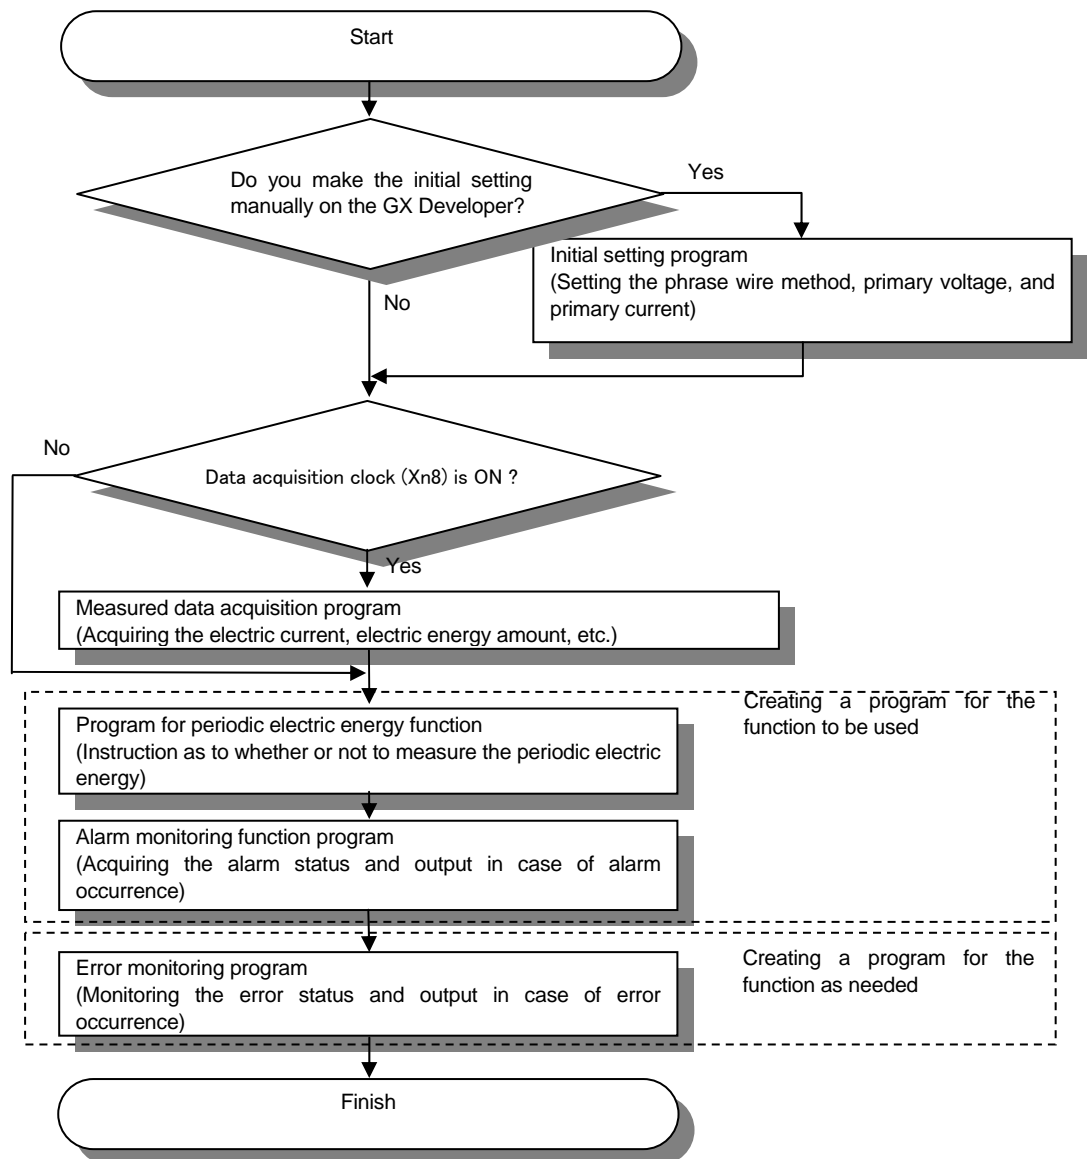 Start
Do you make the initial setting
manually on the GX Developer?
Yes
Initial setting program
(Setting the phrase wire method, primary voltage, and
primary current)
No
No
Data acquisition clock (Xn8) is ON ?
Yes
Measured data acquisition program
(Acquiring the electric current, electric energy amount, etc.)
Creating a program for the
function to be used
Program for periodic electric energy function
(Instruction as to whether or not to measure the periodic electric
energy)
Alarm monitoring function program
(Acquiring the alarm status and output in case of alarm
occurrence)
Creating a program for the
function as needed
Error monitoring program
(Monitoring the error status and output in case of error
occurrence)
Finish